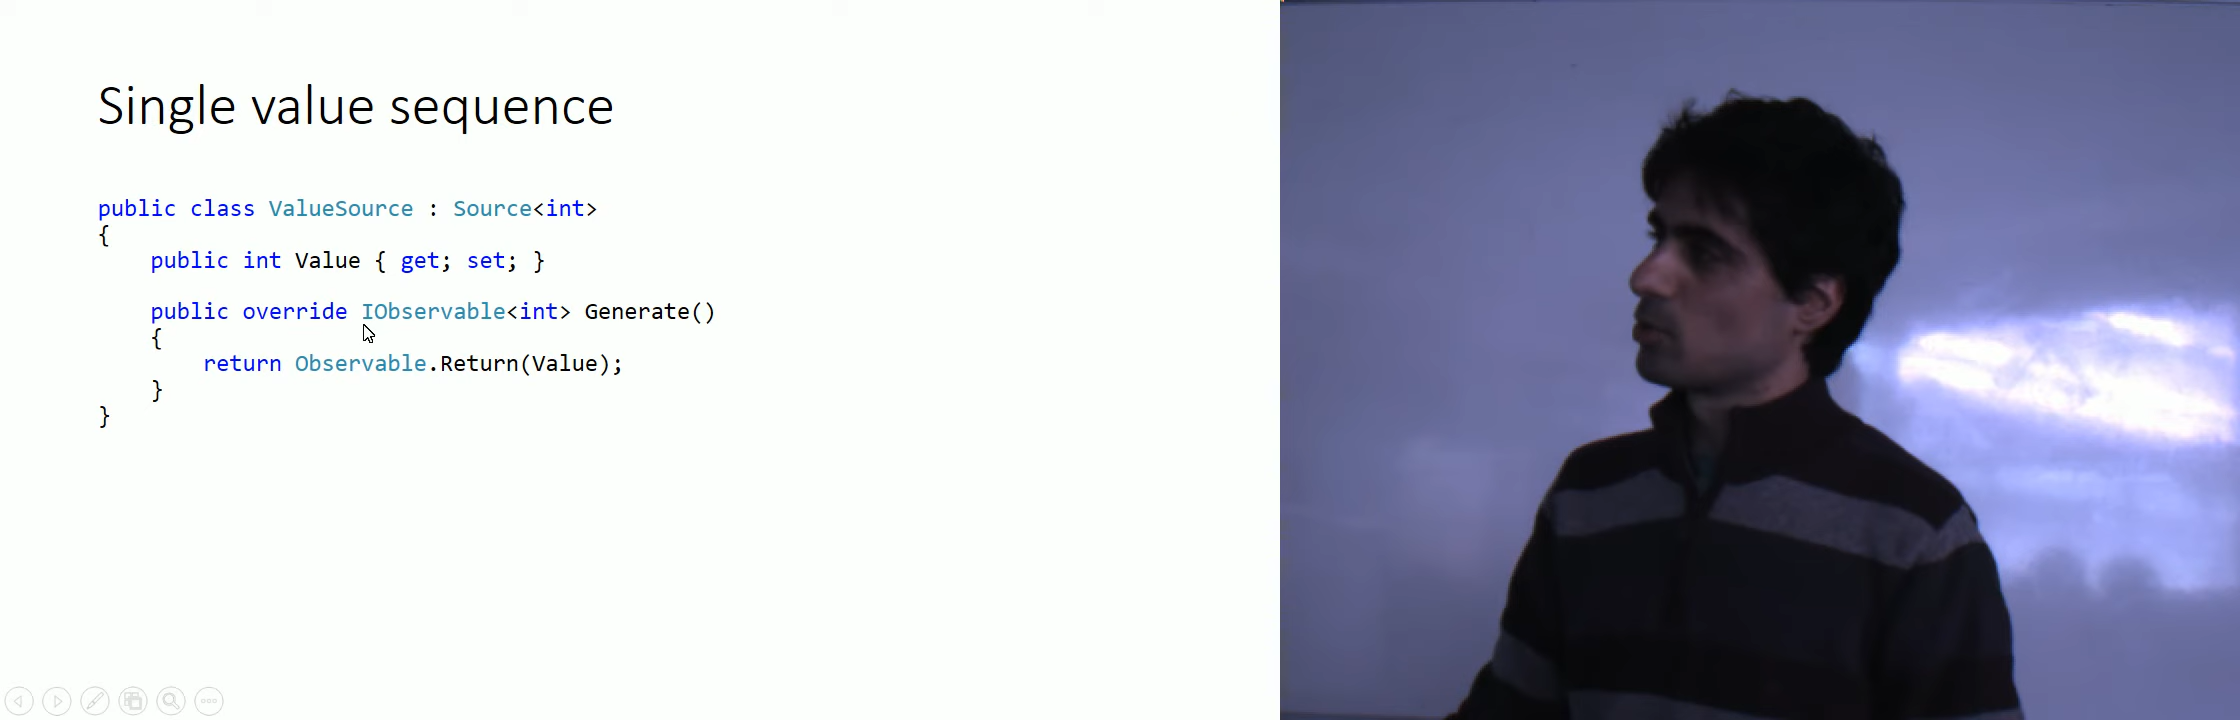 Single value sequence
public class ValueSource : Source<int>
{
public int Value { get; set; }
public override IObservable<int> Generate()
{
return Observable.Return(Value);
}
}